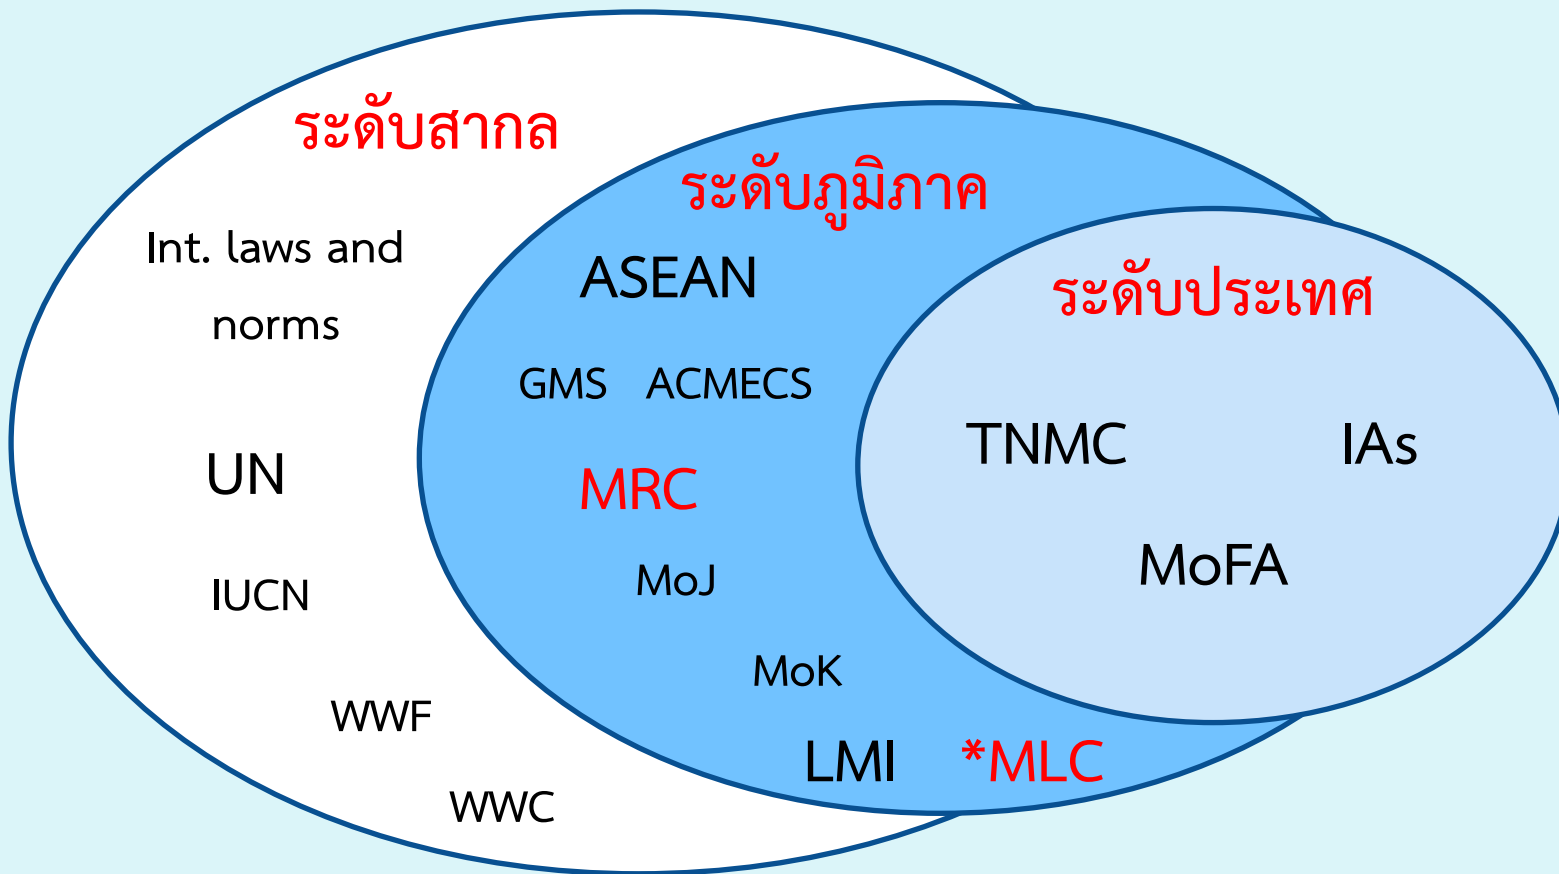 ระดับสากล
Int. laws and
norms
UN
IUCN
WWF
WWC
ระดับภูมิภาค
ASEAN
GMS ACMECS
MRC
MoJ
MoK
LMI *MLC
ระดับประเทศ
TNMC IAs
MoFA